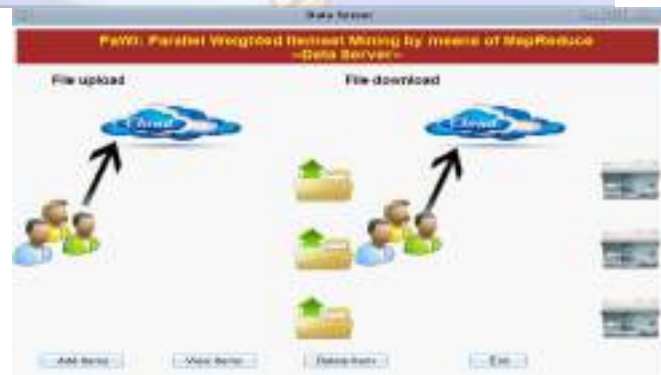 Data Server
PaWI: Parallel Weighted Itemset Mining by means of MapReduce
~Data Server~
File upload
File download
Cloud
Cloud
Add Items
View Items
Delete Item
Exit